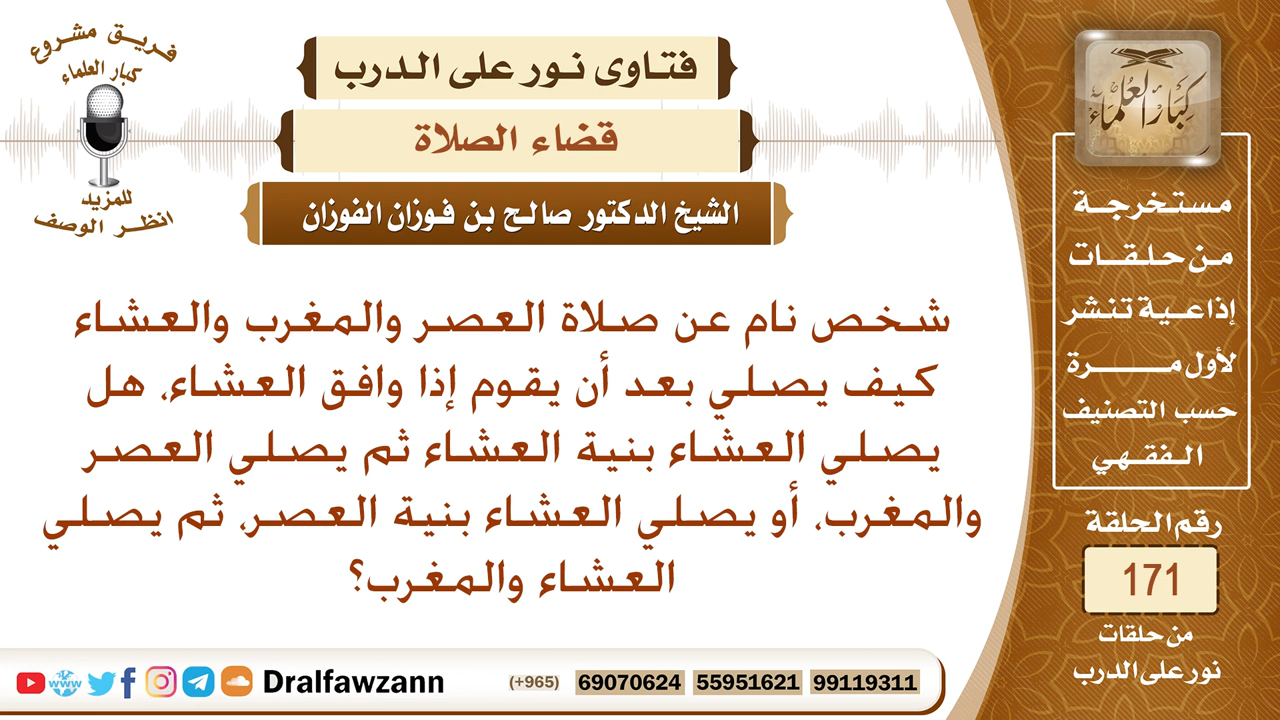 فريق مشروع
كبار العلماء
للمزيد
انظر الوصف
فتاوى نور على الدرب
قضاء الصلاة
الشيخ الدكتور صالح بن فوزان الفوزان
شخص نام عن صلاة العصر والمغرب والعشاء
كيف يصلي بعد أن يقوم إذا وافق العشاء، هل
يصلي العشاء بنية العشاء ثم يصلي العصر
والمغرب، أو يصلي العشاء بنية العصر، ثم يصلي
العشاء والمغرب؟
كبار العلماء
مستخرجة
من حلقات
إذاعية تنشر
لأول مرة
حسب التصنيف
الفقهي
رقم الحلقة
171
من حلقات
نور على الدرب
www Dralfawzann (+965) 69070624 55951621 99119311